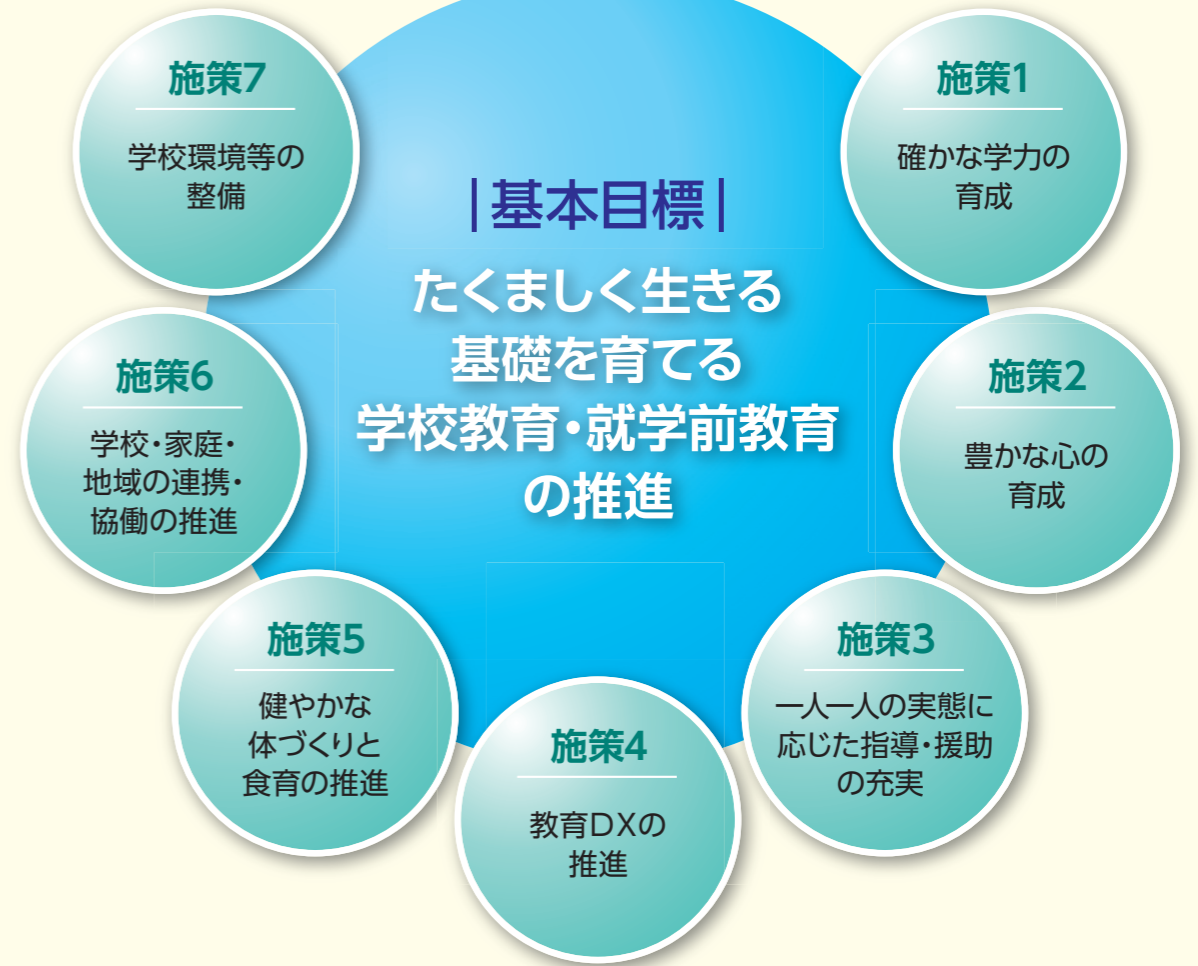 |基本目標|
たくましく生きる
基礎を育てる
学校教育・就学前教育
の推進
施策1
確かな学力の
育成
施策2
豊かな心の
育成
施策3
一人一人の実態に
応じた指導・援助
の充実
施策4
教育DXの
推進
施策5
健やかな
体づくりと
食育の推進
施策6
学校・家庭・
地域の連携・
協働の推進
施策7
学校環境等の
整備